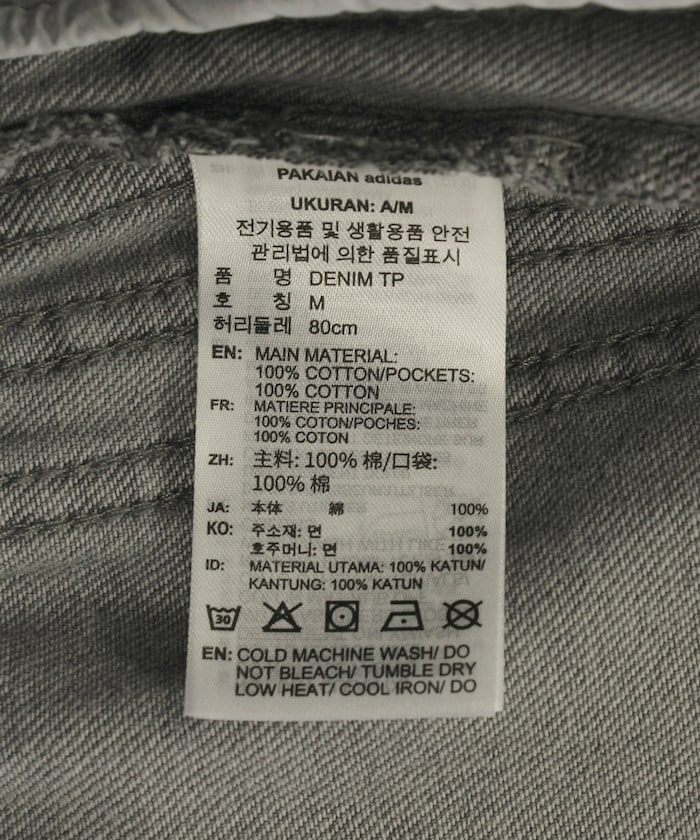 PAKAIAN adidas
UKURAN: A/M
전기용품 및 생활용품 안전
관리법에 의한 품질표시
품 명 DENIM TP
호 칭 M
허리둘레 80cm
EN: MAIN MATERIAL:
100% COTTON/POCKETS:
100% COTTON
FR: MATIERE PRINCIPALE:
100% COTON/POCHES:
100% COTON
ZH: 主料: 100% 棉/口袋:
100% 棉
JA: 本体 綿 100%
KO: 주소재: 면 100%
호주머니: 면 100%
ID: MATERIAL UTAMA: 100% KATUN/
KANTUNG: 100% KATUN
30
EN: COLD MACHINE WASH/ DO
NOT BLEACH/ TUMBLE DRY
LOW HEAT/ COOL IRON/ DO